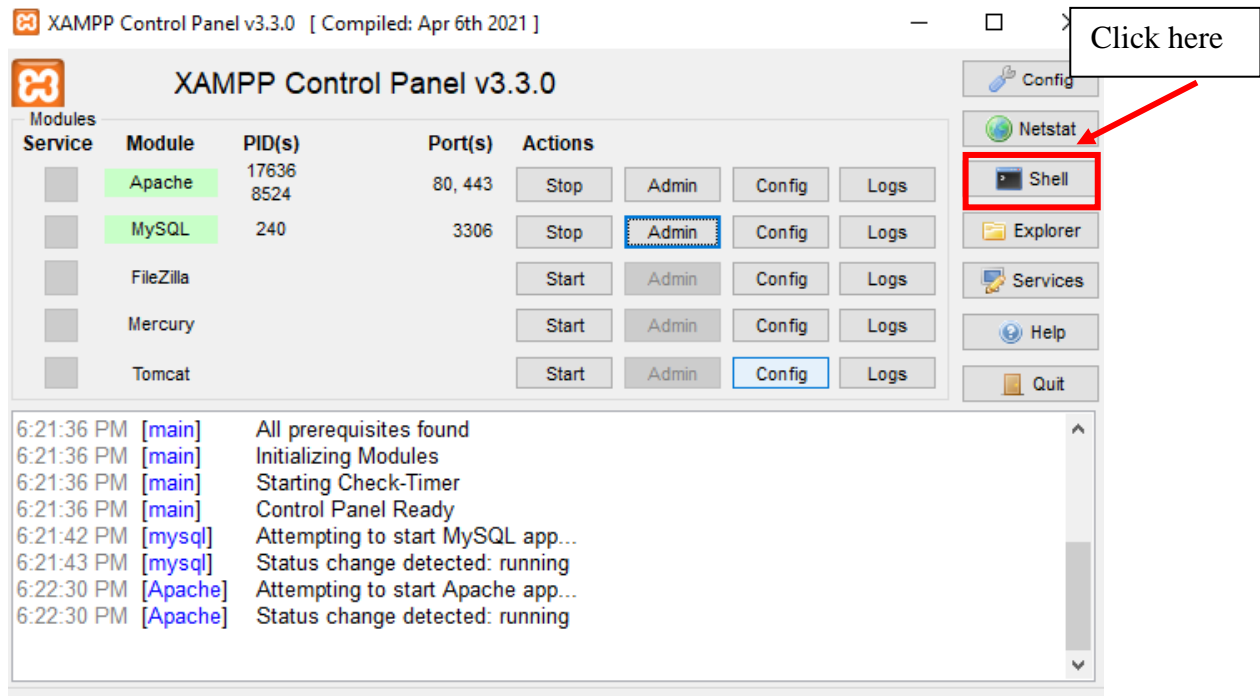 XAMPP Control Panel v3.3.0 [ Compiled: Apr 6th 2021 ]
Click here
XAMPP Control Panel v3.3.0
Config
Modules
Netstat
Service Module PID(s) Port(s) Actions
Apache 17636 8524 80, 443 Stop Admin Config Logs
Shell
MySQL 240 3306 Stop Admin Config Logs
Explorer
FileZilla Start Admin Config Logs
Services
Mercury Start Admin Config Logs
Help
Tomcat Start Admin Config Logs
Quit
6:21:36 PM [main] All prerequisites found
6:21:36 PM [main] Initializing Modules
6:21:36 PM [main] Starting Check-Timer
6:21:36 PM [main] Control Panel Ready
6:21:42 PM [mysql] Attempting to start MySQL app...
6:21:43 PM [mysql] Status change detected: running
6:22:30 PM [Apache] Attempting to start Apache app...
6:22:30 PM [Apache] Status change detected: running